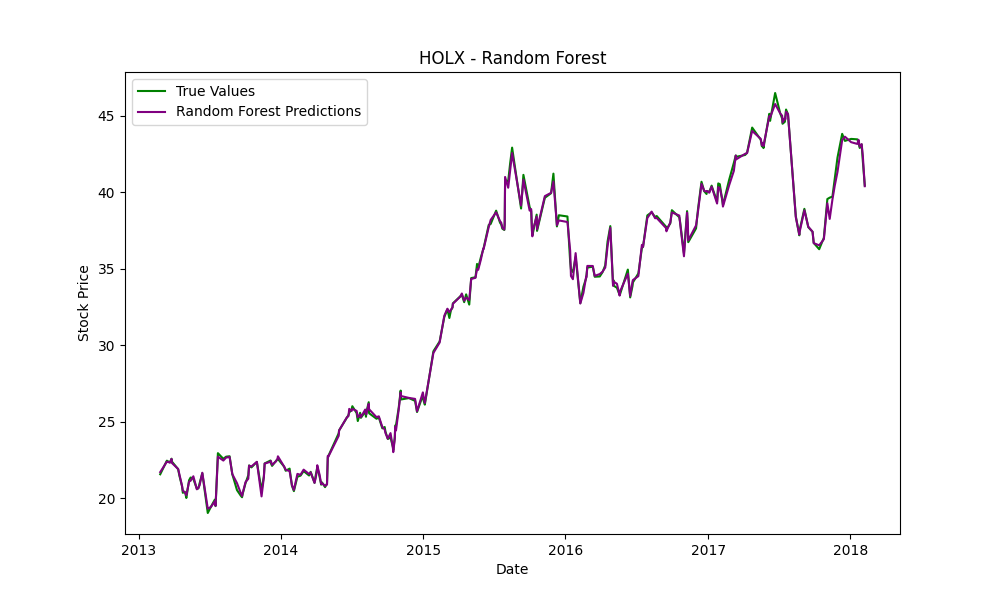 HOLX - Random Forest
True Values
Random Forest Predictions
Stock Price
45
40
35
30
25
20
2013 2014 2015 2016 2017 2018
Date